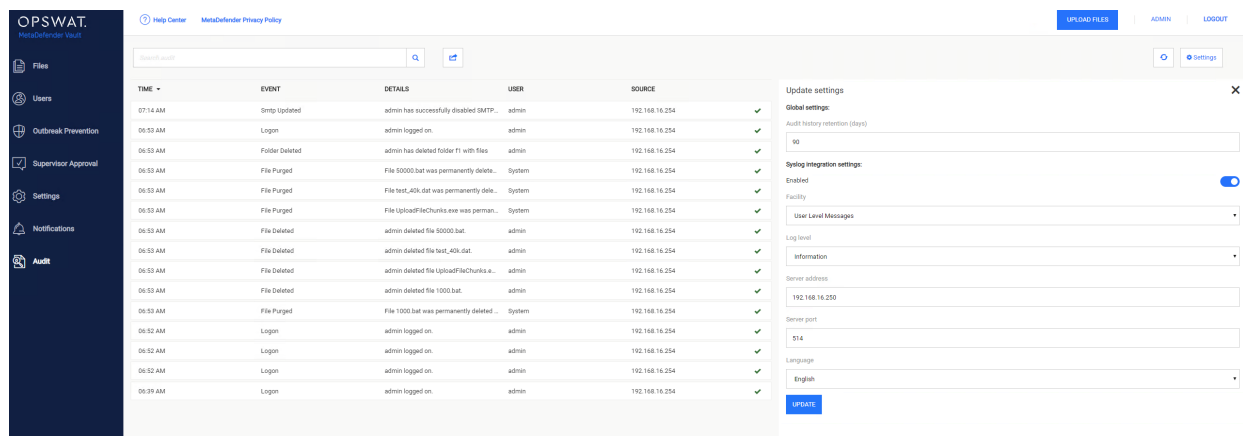 OPSWAT.
MetaDefender Vault
Help Center MetaDefender Privacy Policy
UPLOAD FILES ADMIN LOGOUT
Files
Users
Outbreak Prevention
Supervisor Approval
Settings
Notifications
Audit
Search audit
Settings
TIME EVENT DETAILS USER SOURCE
07:14 AM Smtp Updated admin has successfully disabled SMTP... admin 192.168.16.254
06:53 AM Logon admin logged on. admin 192.168.16.254
06:53 AM Folder Deleted admin has deleted folder f1 with files admin 192.168.16.254
06:53 AM File Purged File 50000.bat was permanently delete... System 192.168.16.254
06:53 AM File Purged File test_40k.dat was permanently dele... System 192.168.16.254
06:53 AM File Purged File UploadFileChunks.exe was perman... System 192.168.16.254
06:53 AM File Deleted admin deleted file 50000.bat. admin 192.168.16.254
06:53 AM File Deleted admin deleted file test_40k.dat. admin 192.168.16.254
06:53 AM File Deleted admin deleted file UploadFileChunks.e... admin 192.168.16.254
06:53 AM File Deleted admin deleted file 1000.bat. admin 192.168.16.254
06:53 AM File Purged File 1000.bat was permanently deleted ... System 192.168.16.254
06:52 AM Logon admin logged on. admin 192.168.16.254
06:52 AM Logon admin logged on. admin 192.168.16.254
06:52 AM Logon admin logged on. admin 192.168.16.254
06:39 AM Logon admin logged on. admin 192.168.16.254
Update settings
Global settings:
Audit history retention (days)
90
Syslog integration settings:
Enabled
Facility
User Level Messages
Log level
Information
Server address
192.168.16.250
Server port
514
Language
English
UPDATE